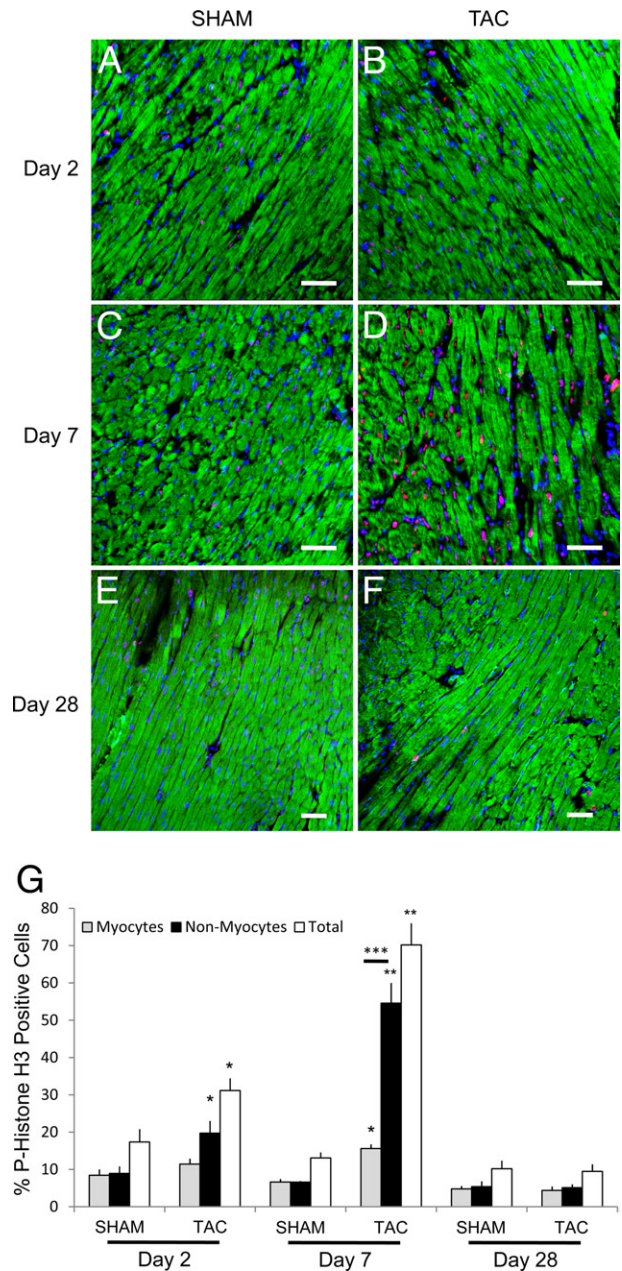 SHAM TAC
Day 2
A B
Day 7
C D
Day 28
E F
G
% P-Histone H3 Positive Cells
80
70
60
50
40
30
20
10
0
Myocytes Non-Myocytes Total
* *
*** ** **
*
SHAM TAC SHAM TAC SHAM TAC
Day 2 Day 7 Day 28